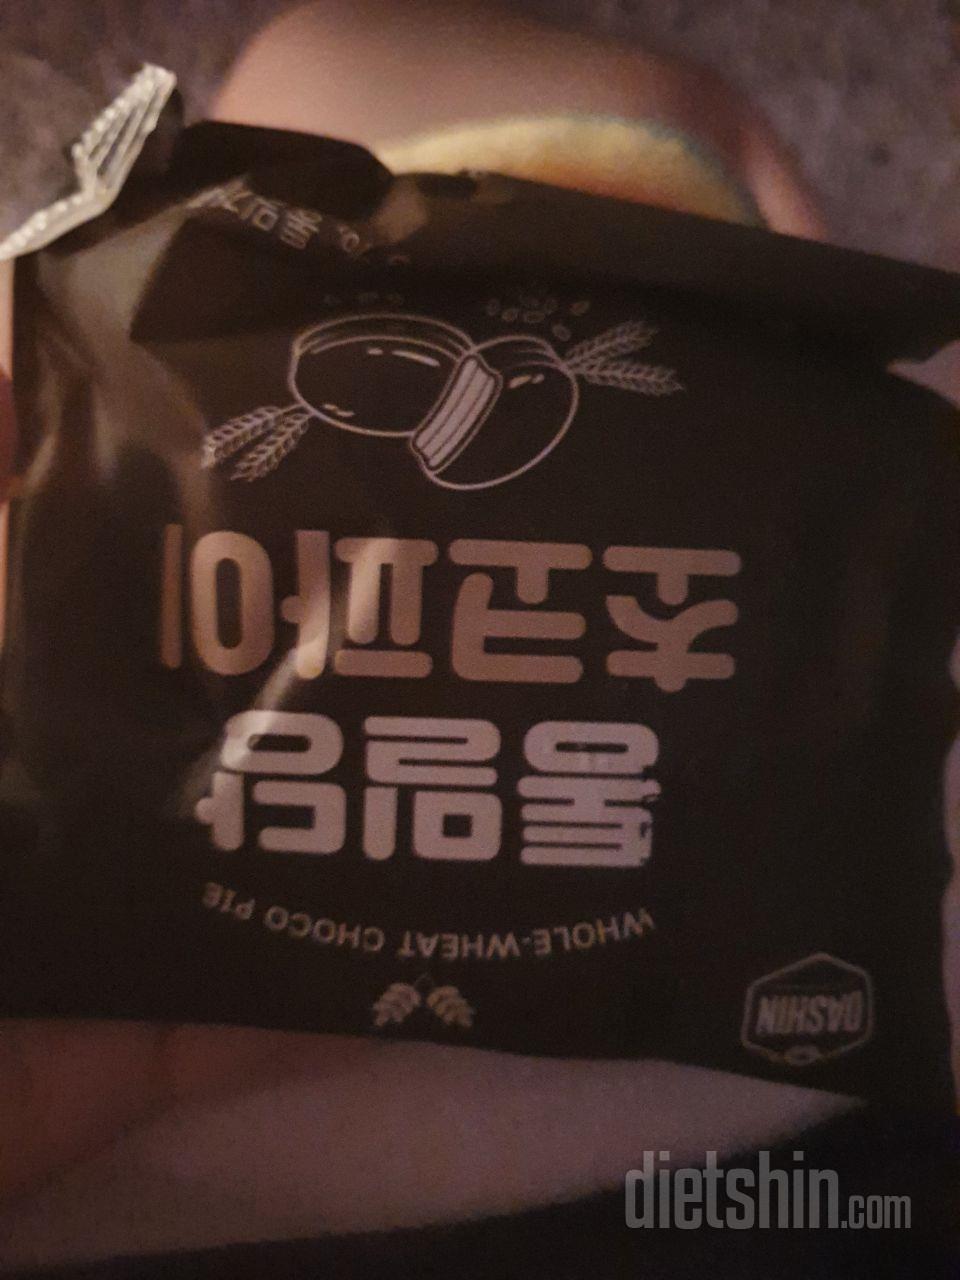 DASHIN
WHOLE-WHEAT CHOCO PIE
통밀당
초코파이
dietshin.com